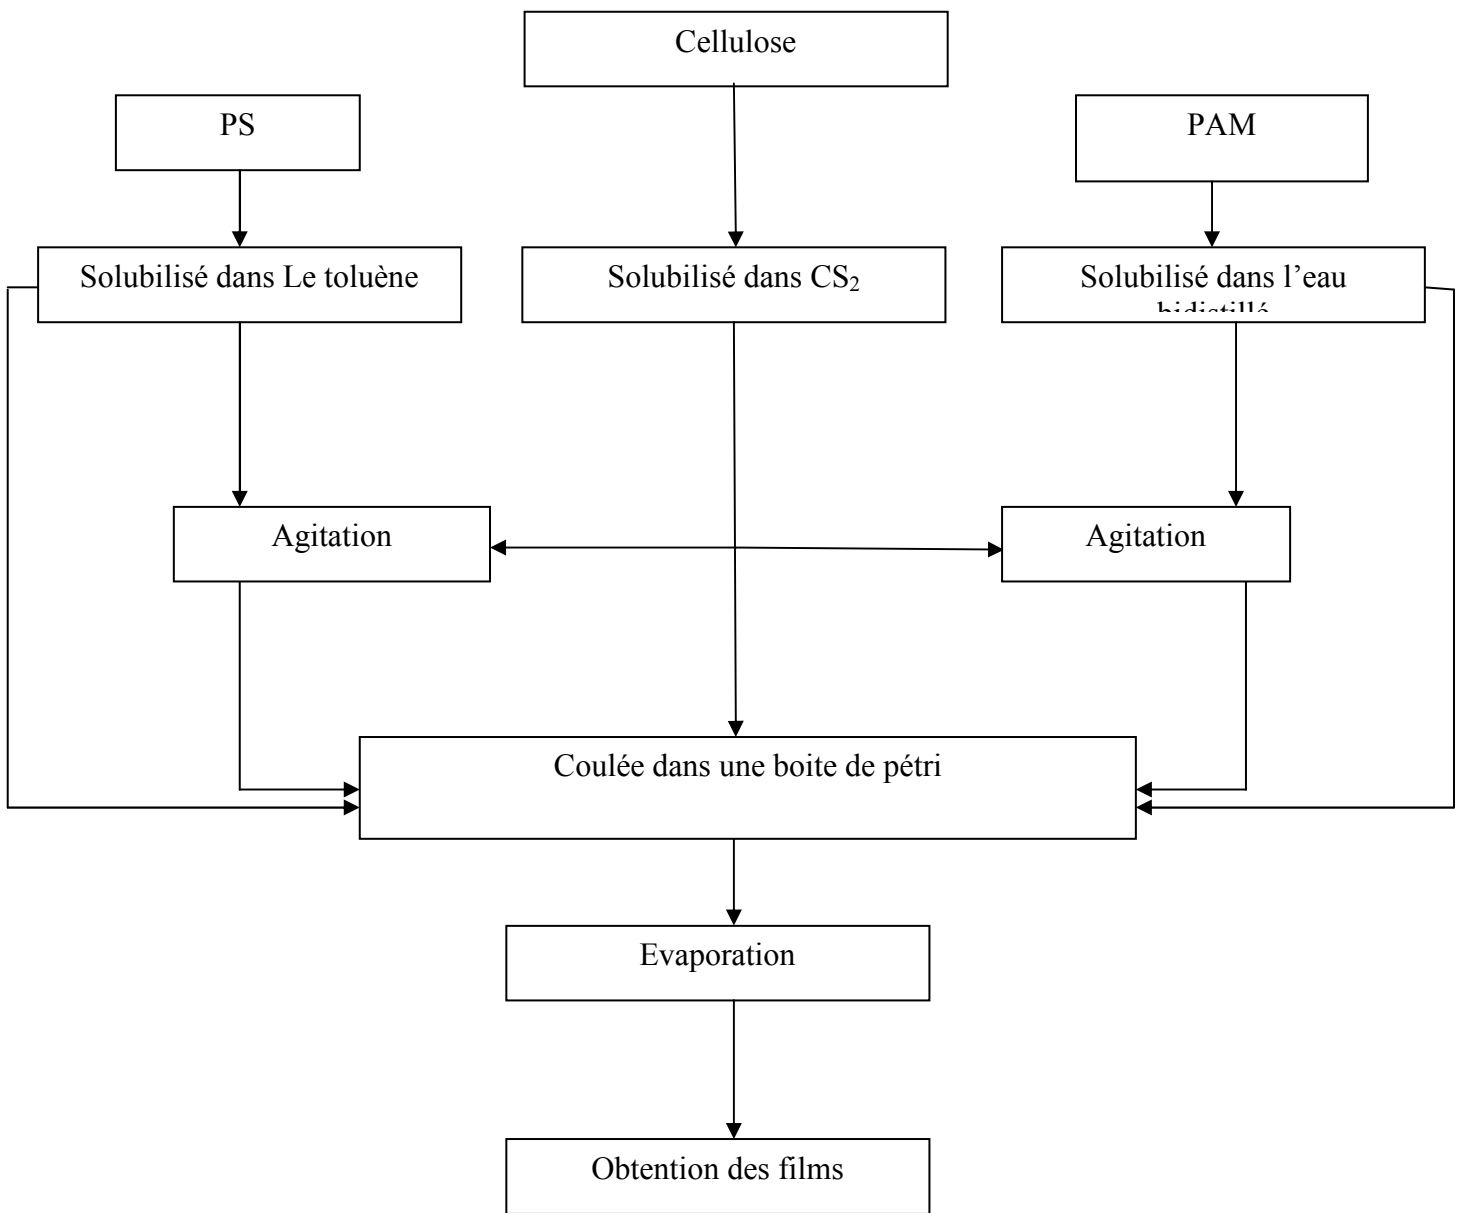 Cellulose
PS
PAM
Solubilisé dans Le toluène
Solubilisé dans CS₂
Solubilisé dans l’eau
bidistillé
Agitation
Agitation
Coulée dans une boite de pétri
Evaporation
Obtention des films